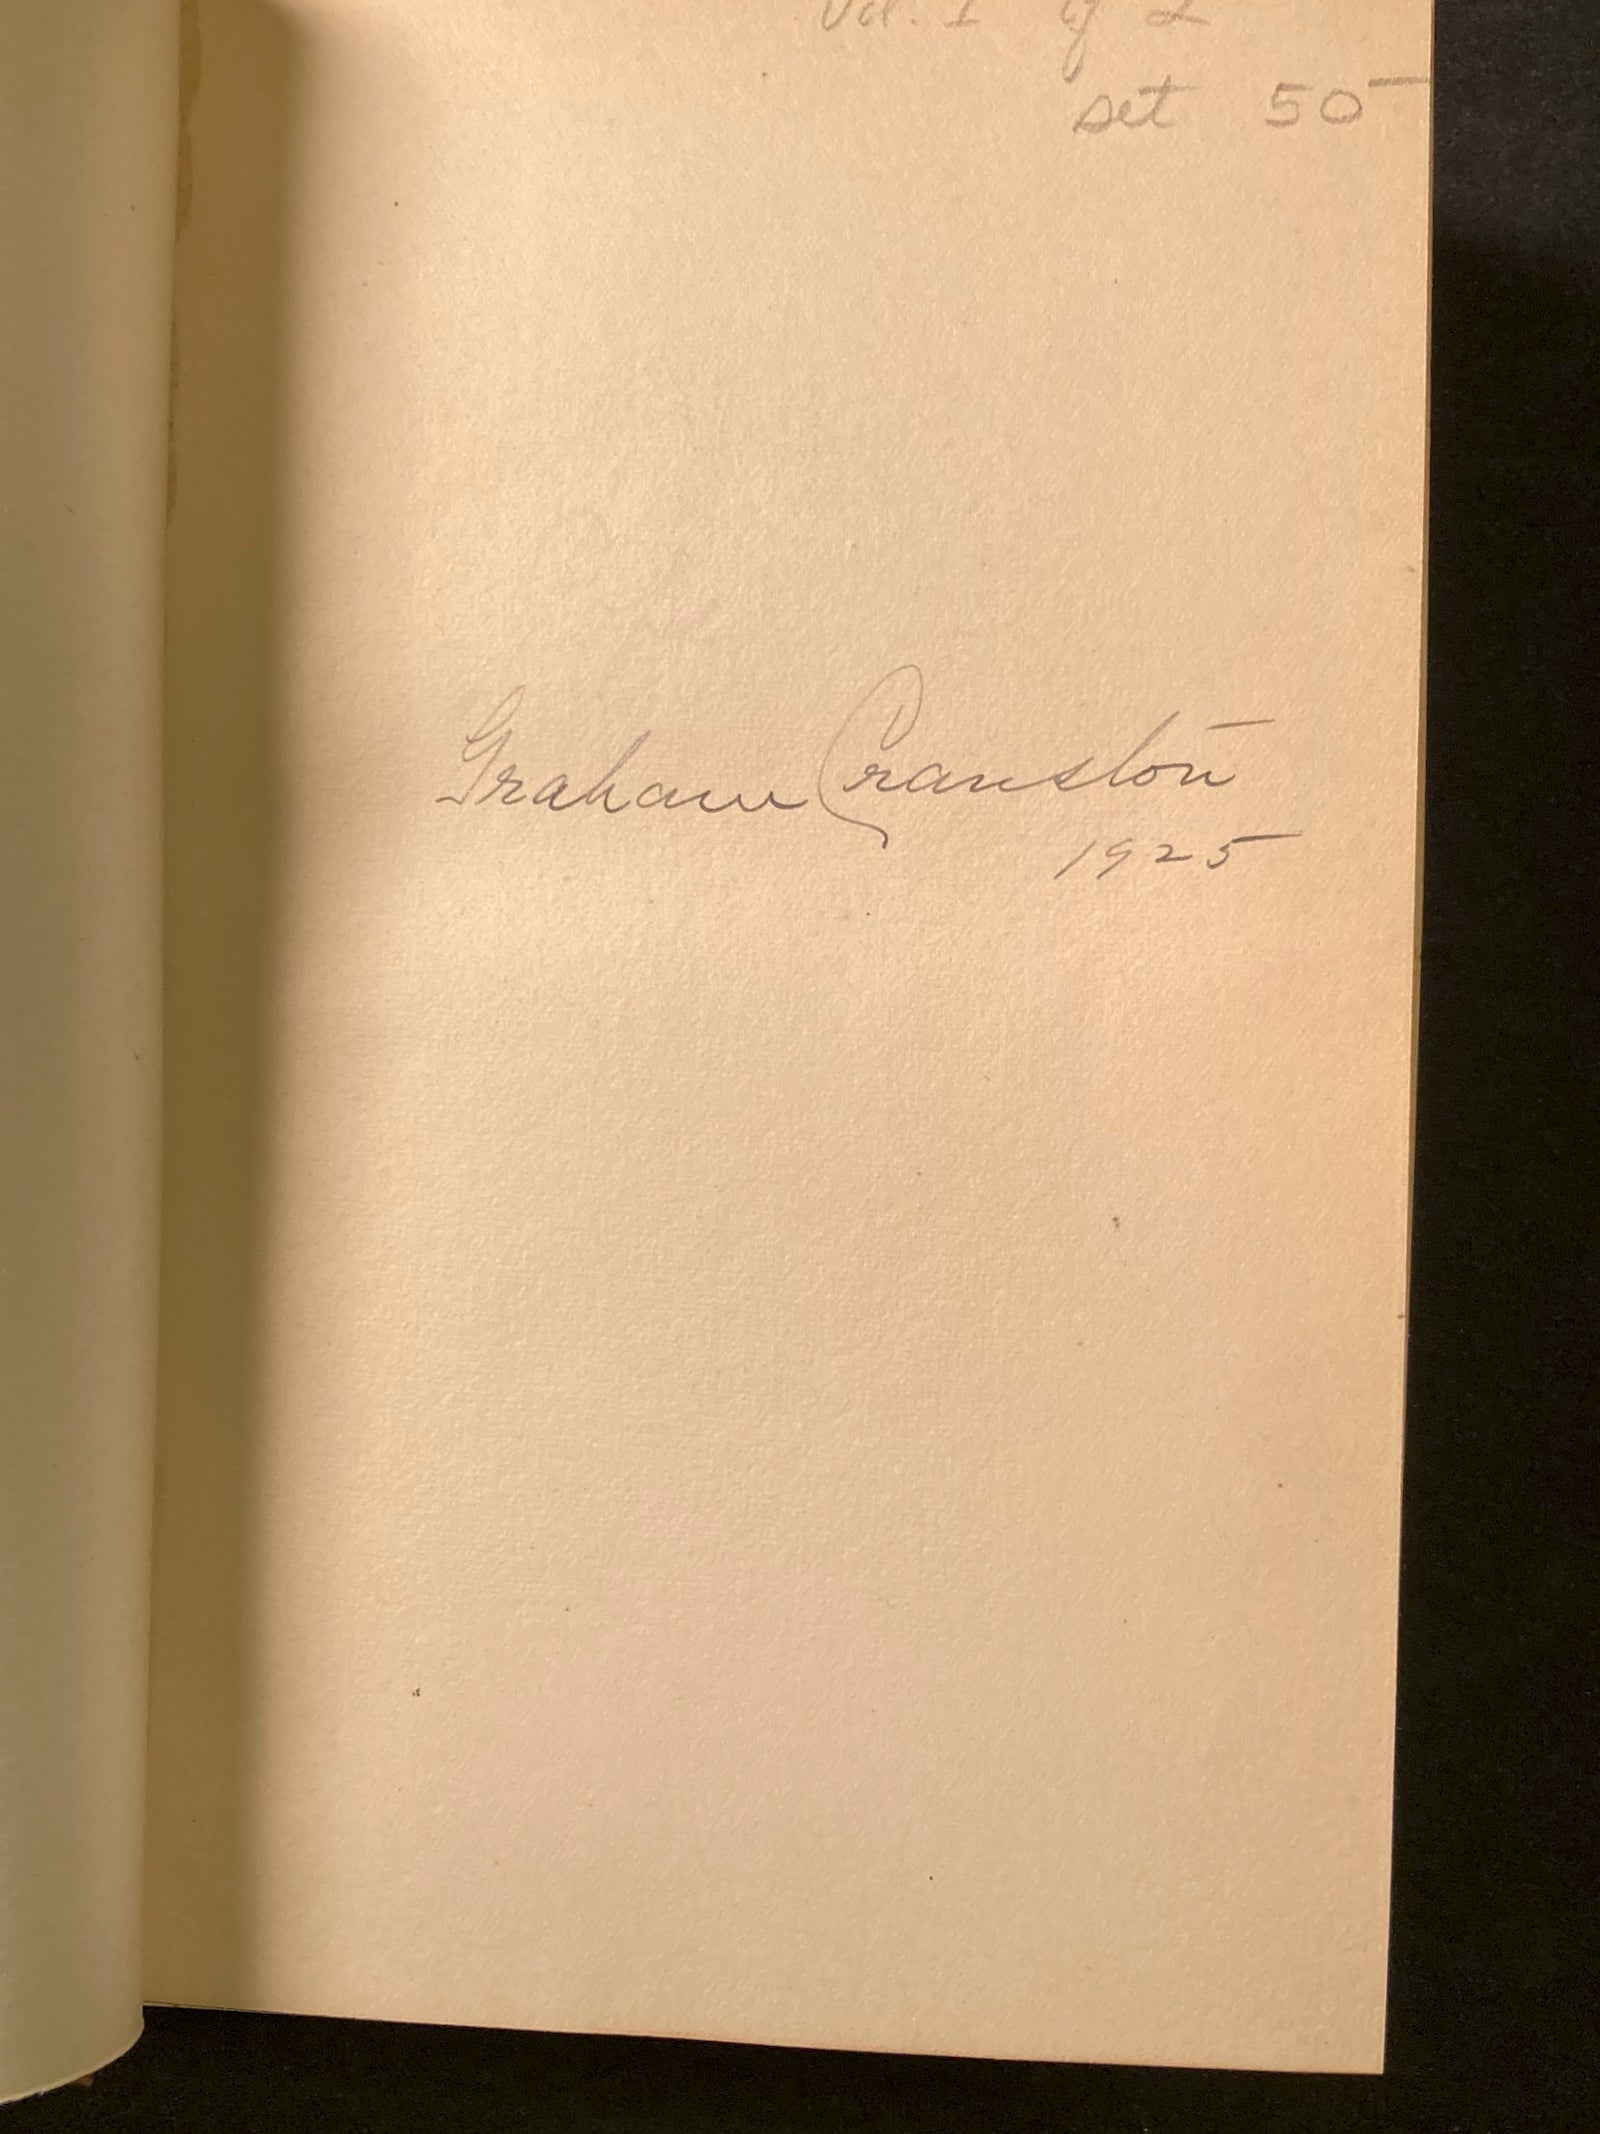 Vol. 1 of 2
set 50-
Graham Cranston
1925